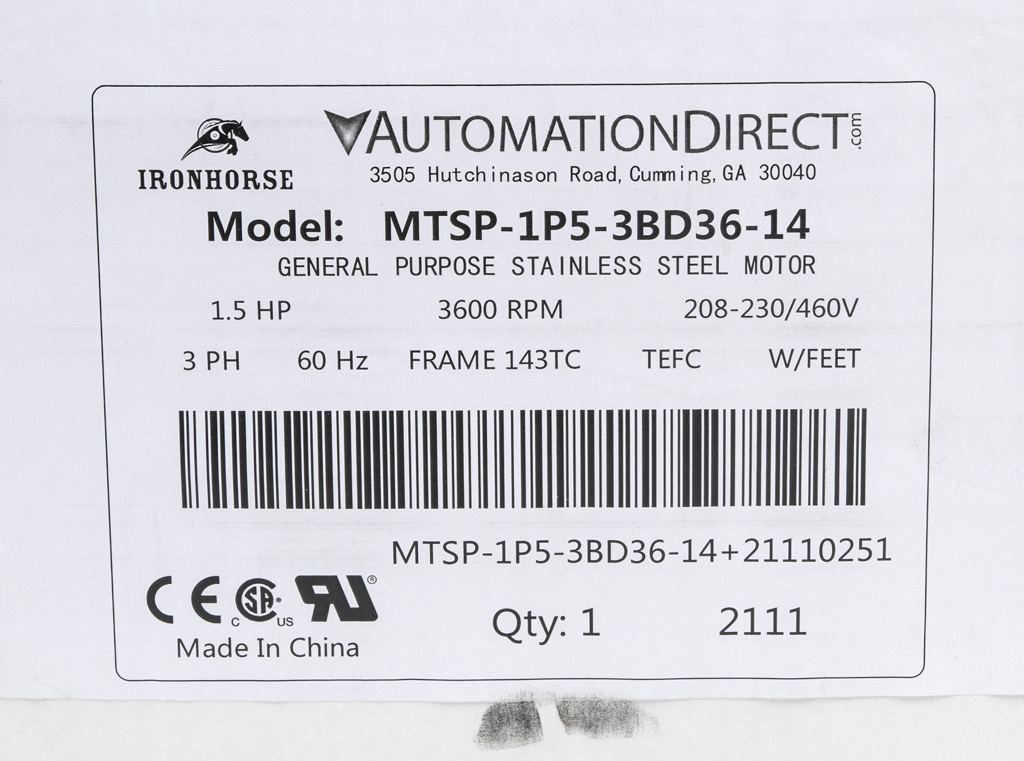 IRONHORSE
AUTOMATIONDIRECT.com
3505 Hutchinason Road, Cumming, GA 30040
Model: MTSP-1P5-3BD36-14
GENERAL PURPOSE STAINLESS STEEL MOTOR
1.5 HP 3600 RPM 208-230/460V
3 PH 60 Hz FRAME 143TC TEFC W/FEET
MTSP-1P5-3BD36-14+21110251
CE c SA US RU ®
Qty: 1 2111
Made In China